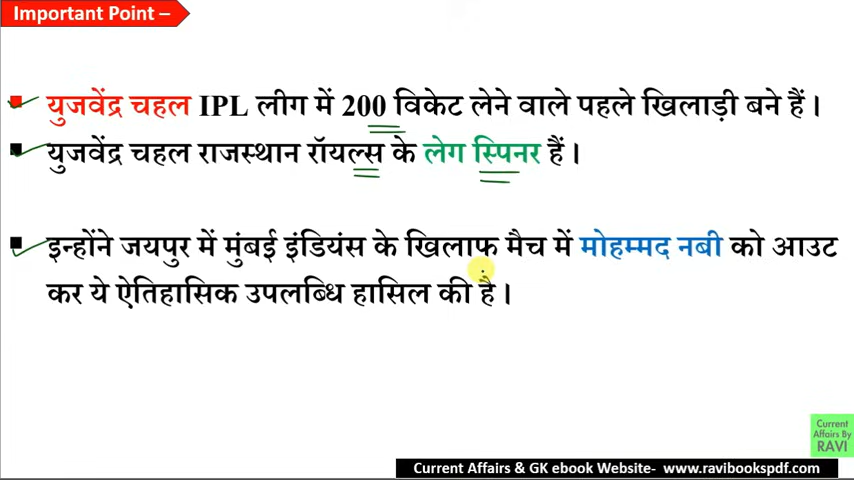 Important Point –
युजवेंद्र चहल IPL लीग में 200 विकेट लेने वाले पहले खिलाड़ी बने हैं।
युजवेंद्र चहल राजस्थान रॉयल्स के लेग स्पिनर हैं।
इन्होंने जयपुर में मुंबई इंडियंस के खिलाफ मैच में मोहम्मद नबी को आउट
कर ये ऐतिहासिक उपलब्धि हासिल की है।
Current
Affairs By
RAVI
Current Affairs & GK ebook Website- www.ravibookspdf.com